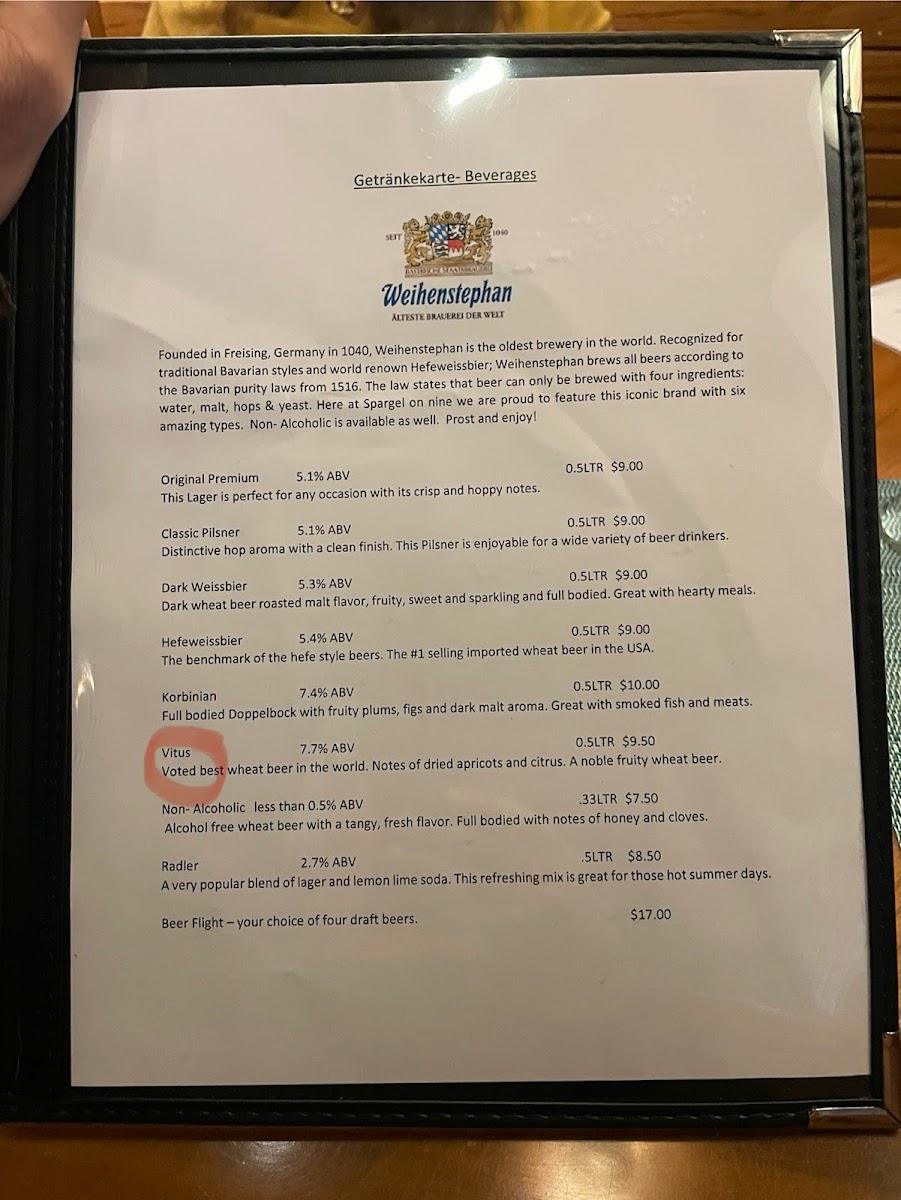 Getränkekarte- Beverages
SEIT 1040
BAYERISCHE STAATSBRAUEREI
Weihenstephan
ÄLTESTE BRAUEREI DER WELT
Founded in Freising, Germany in 1040, Weihenstephan is the oldest brewery in the world. Recognized for
traditional Bavarian styles and world renown Hefeweissbier; Weihenstephan brews all beers according to
the Bavarian purity laws from 1516. The law states that beer can only be brewed with four ingredients:
water, malt, hops & yeast. Here at Spargel on nine we are proud to feature this iconic brand with six
amazing types. Non- Alcoholic is available as well. Prost and enjoy!
Original Premium 5.1% ABV 0.5LTR $9.00
This Lager is perfect for any occasion with its crisp and hoppy notes.
Classic Pilsner 5.1% ABV 0.5LTR $9.00
Distinctive hop aroma with a clean finish. This Pilsner is enjoyable for a wide variety of beer drinkers.
Dark Weissbier 5.3% ABV 0.5LTR $9.00
Dark wheat beer roasted malt flavor, fruity, sweet and sparkling and full bodied. Great with hearty meals.
Hefeweissbier 5.4% ABV 0.5LTR $9.00
The benchmark of the hefe style beers. The #1 selling imported wheat beer in the USA.
Korbinian 7.4% ABV 0.5LTR $10.00
Full bodied Doppelbock with fruity plums, figs and dark malt aroma. Great with smoked fish and meats.
Vitus 7.7% ABV 0.5LTR $9.50
Voted best wheat beer in the world. Notes of dried apricots and citrus. A noble fruity wheat beer.
Non- Alcoholic less than 0.5% ABV .33LTR $7.50
Alcohol free wheat beer with a tangy, fresh flavor. Full bodied with notes of honey and cloves.
Radler 2.7% ABV .5LTR $8.50
A very popular blend of lager and lemon lime soda. This refreshing mix is great for those hot summer days.
Beer Flight – your choice of four draft beers. $17.00